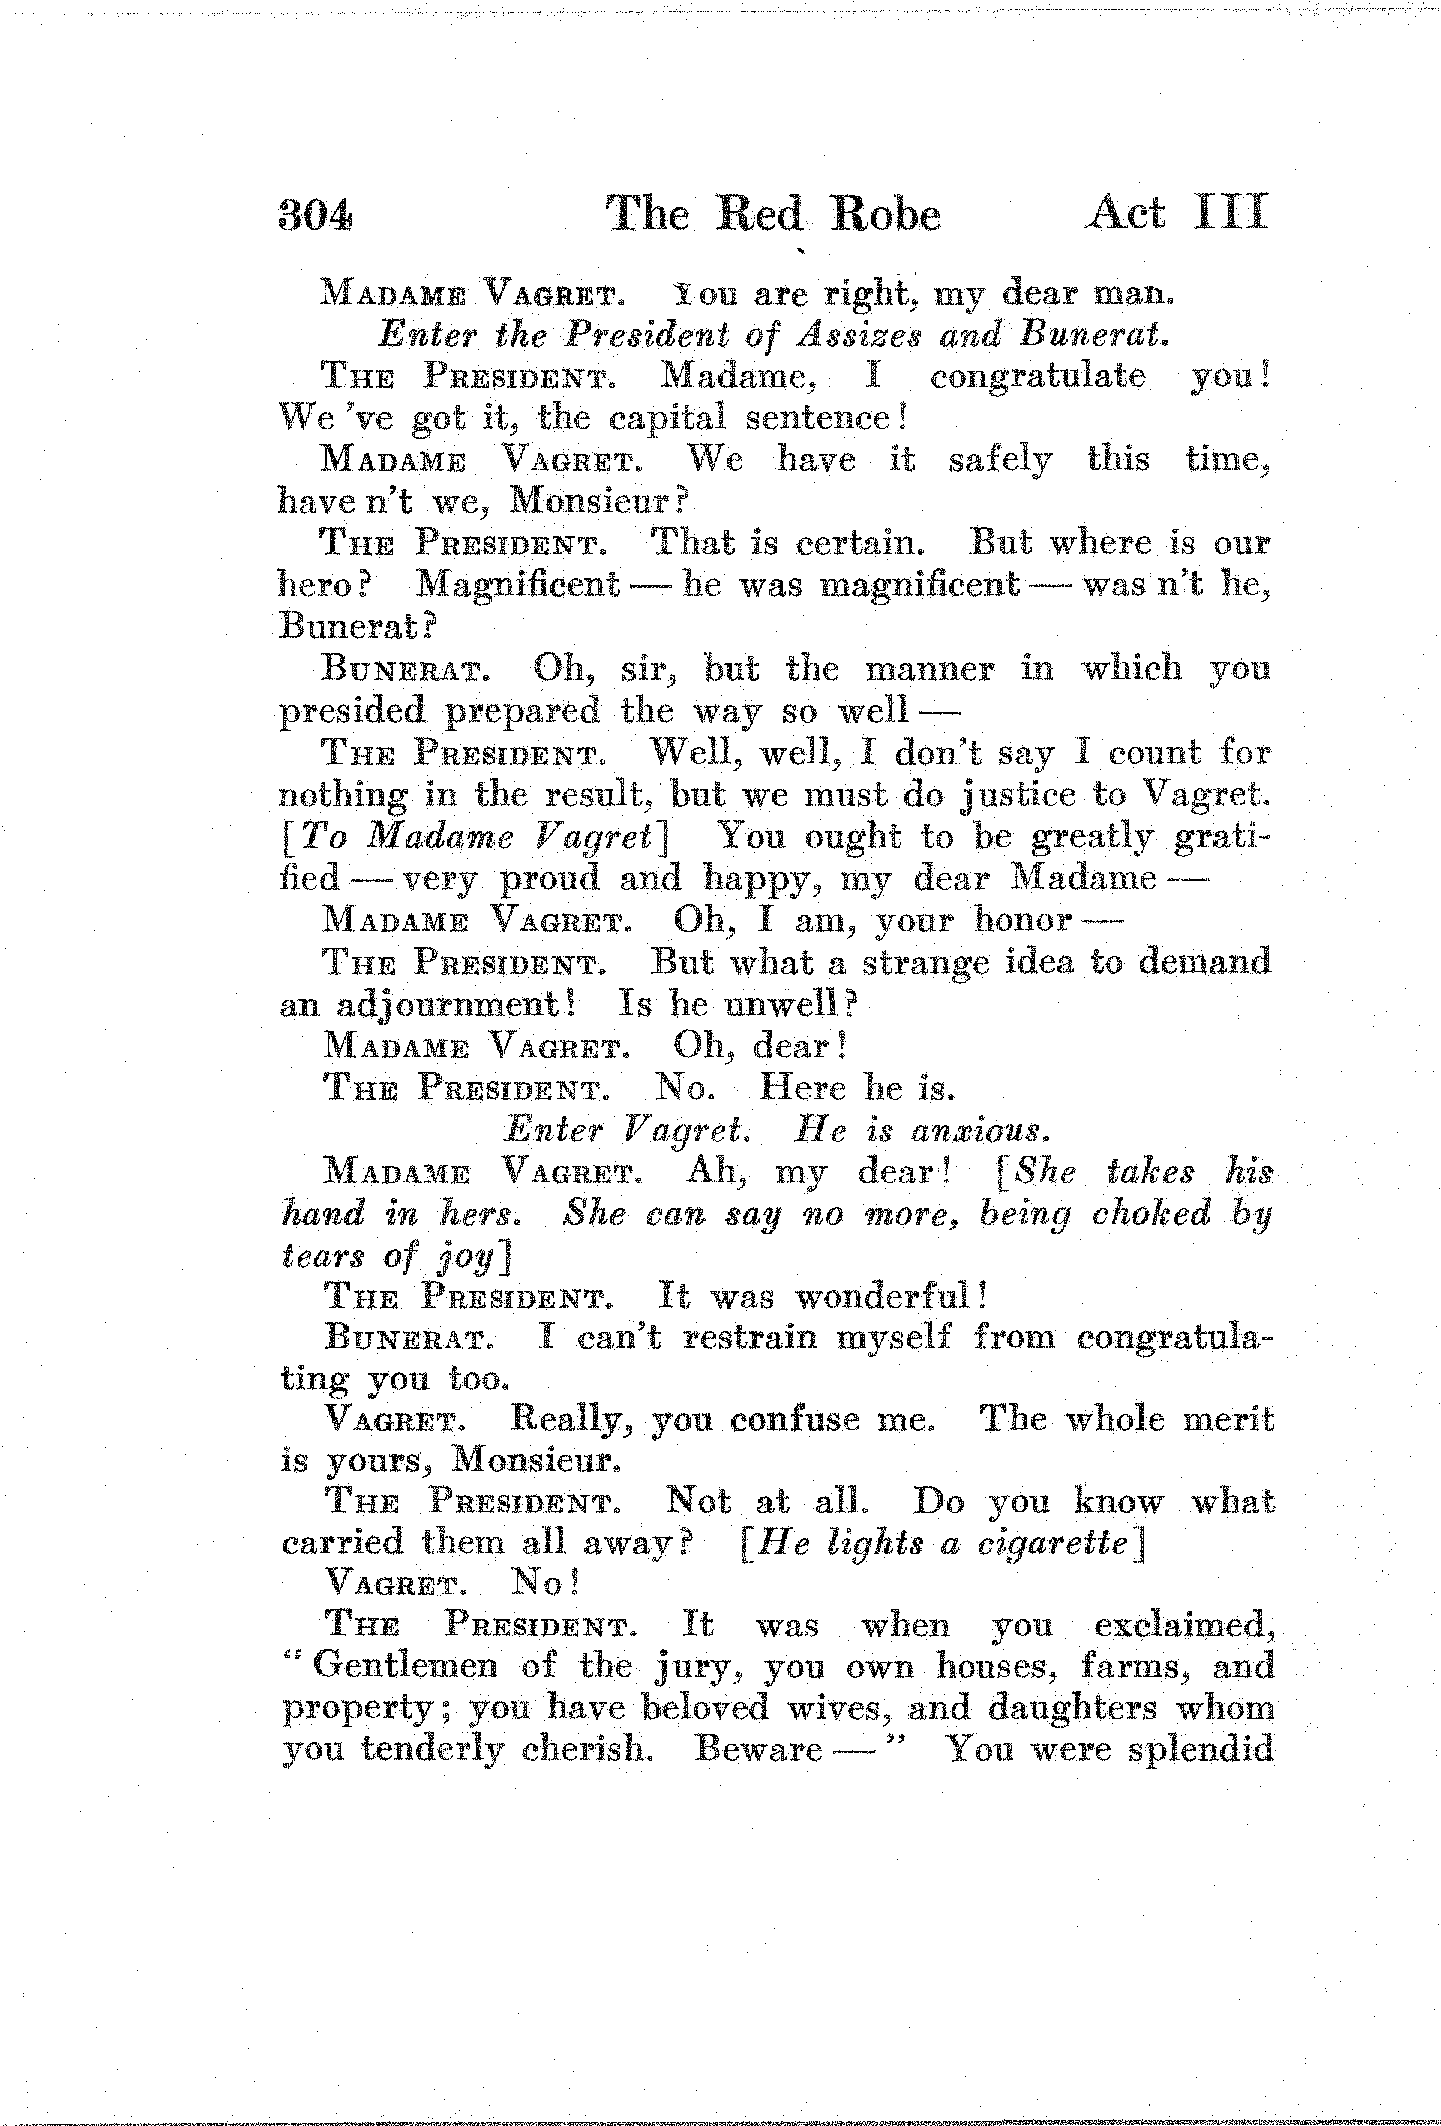 304 The Red Robe Act III
MADAME VAGRET. You are right, my dear man.
Enter the President of Assizes and Bunerat.
THE PRESIDENT. Madame, I congratulate you!
We 've got it, the capital sentence!
MADAME VAGRET. We have it safely this time,
have n't we, Monsieur?
THE PRESIDENT. That is certain. But where is our
hero? Magnificent — he was magnificent — was n't he,
Bunerat?
BUNERAT. Oh, sir, but the manner in which you
presided prepared the way so well —
THE PRESIDENT. Well, well, I don't say I count for
nothing in the result, but we must do justice to Vagret.
[To Madame Vagret] You ought to be greatly grati-
fied — very proud and happy, my dear Madame —
MADAME VAGRET. Oh, I am, your honor —
THE PRESIDENT. But what a strange idea to demand
an adjournment! Is he unwell?
MADAME VAGRET. Oh, dear!
THE PRESIDENT. No. Here he is.
Enter Vagret. He is anxious.
MADAME VAGRET. Ah, my dear! [She takes his
hand in hers. She can say no more, being choked by
tears of joy]
THE PRESIDENT. It was wonderful!
BUNERAT. I can't restrain myself from congratula-
ting you too.
VAGRET. Really, you confuse me. The whole merit
is yours, Monsieur.
THE PRESIDENT. Not at all. Do you know what
carried them all away? [He lights a cigarette]
VAGRET. No!
THE PRESIDENT. It was when you exclaimed,
“Gentlemen of the jury, you own houses, farms, and
property; you have beloved wives, and daughters whom
you tenderly cherish. Beware — ” You were splendid